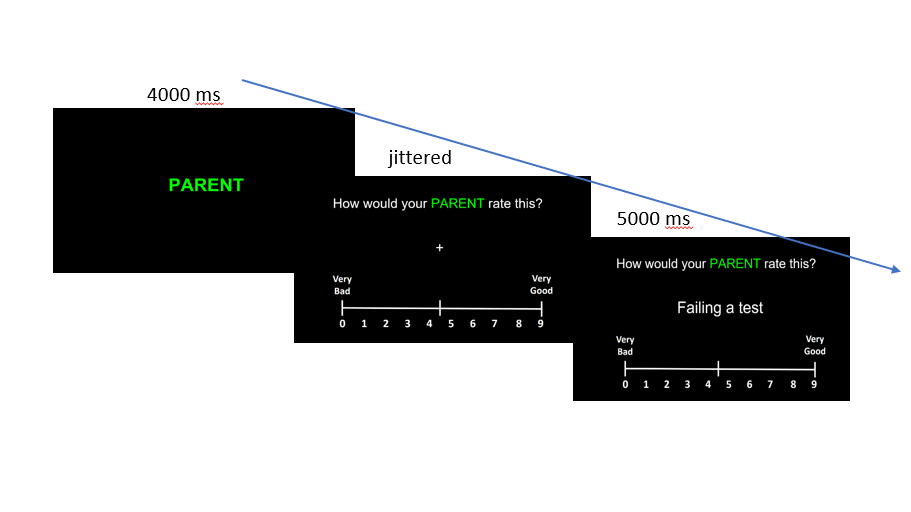 4000 ms
PARENT
jittered
How would your PARENT rate this?
+
Very Bad
Very Good
0 1 2 3 4 5 6 7 8 9
5000 ms
How would your PARENT rate this?
Failing a test
Very Bad
Very Good
0 1 2 3 4 5 6 7 8 9